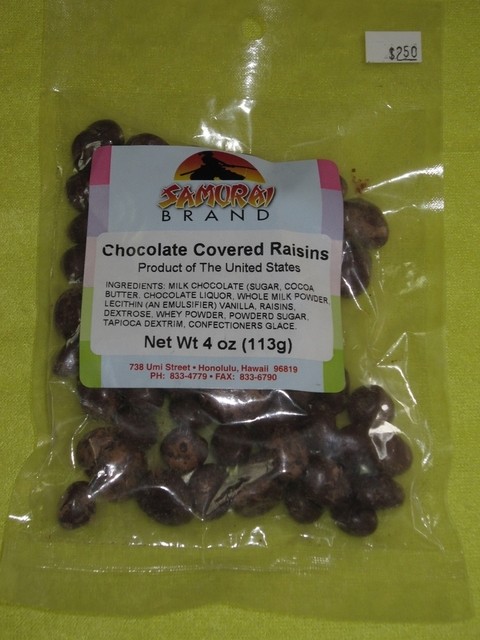 $2.50
SAMURAI
BRAND
Chocolate Covered Raisins
Product of The United States
INGREDIENTS: MILK CHOCOLATE (SUGAR, COCOA
BUTTER. CHOCOLATE LIQUOR, WHOLE MILK POWDER
LECITHIN (AN EMULSIFIER) VANILLA, RAISINS,
DEXTROSE, WHEY POWDER, POWDERD SUGAR,
TAPIOCA DEXTRIM, CONFECTIONERS GLACE.
Net Wt 4 oz (113g)
738 Umi Street • Honolulu, Hawaii 96819
PH: 833-4779 • FAX: 833-6790